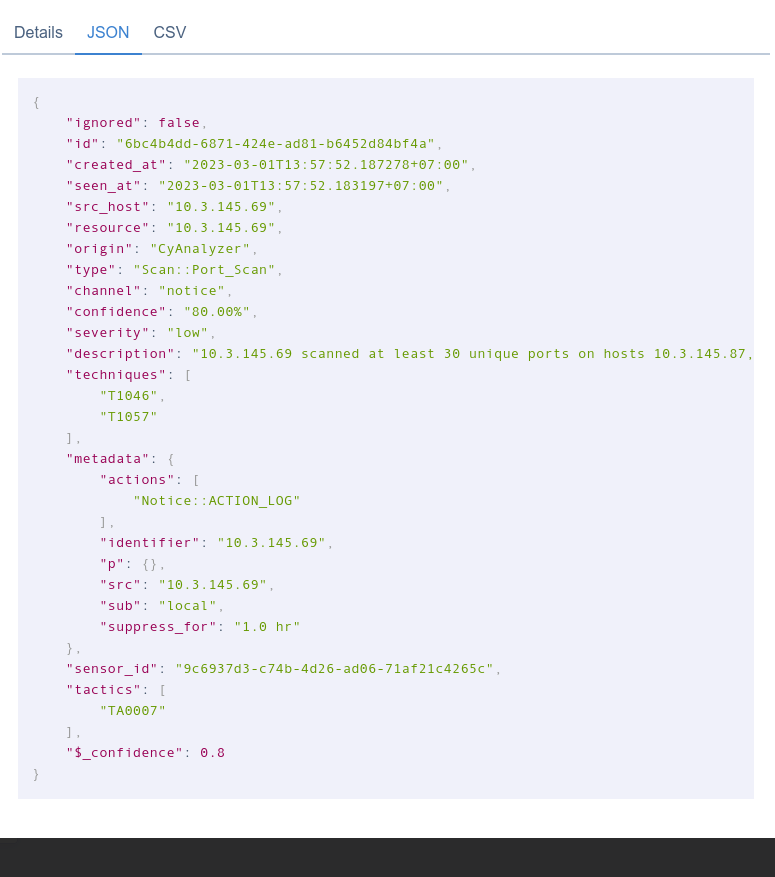 Details JSON CSV
{
    "ignored": false,
    "id": "6bc4b4dd-6871-424e-ad81-b6452d84bf4a",
    "created_at": "2023-03-01T13:57:52.187278+07:00",
    "seen_at": "2023-03-01T13:57:52.183197+07:00",
    "src_host": "10.3.145.69",
    "resource": "10.3.145.69",
    "origin": "CyAnalyzer",
    "type": "Scan::Port_Scan",
    "channel": "notice",
    "confidence": "80.00%",
    "severity": "low",
    "description": "10.3.145.69 scanned at least 30 unique ports on hosts 10.3.145.87,
    "techniques": [
        "T1046",
        "T1057"
    ],
    "metadata": {
        "actions": [
            "Notice::ACTION_LOG"
        ],
        "identifier": "10.3.145.69",
        "p": {},
        "src": "10.3.145.69",
        "sub": "local",
        "suppress_for": "1.0 hr"
    },
    "sensor_id": "9c6937d3-c74b-4d26-ad06-71af21c4265c",
    "tactics": [
        "TA0007"
    ],
    "$_confidence": 0.8
}